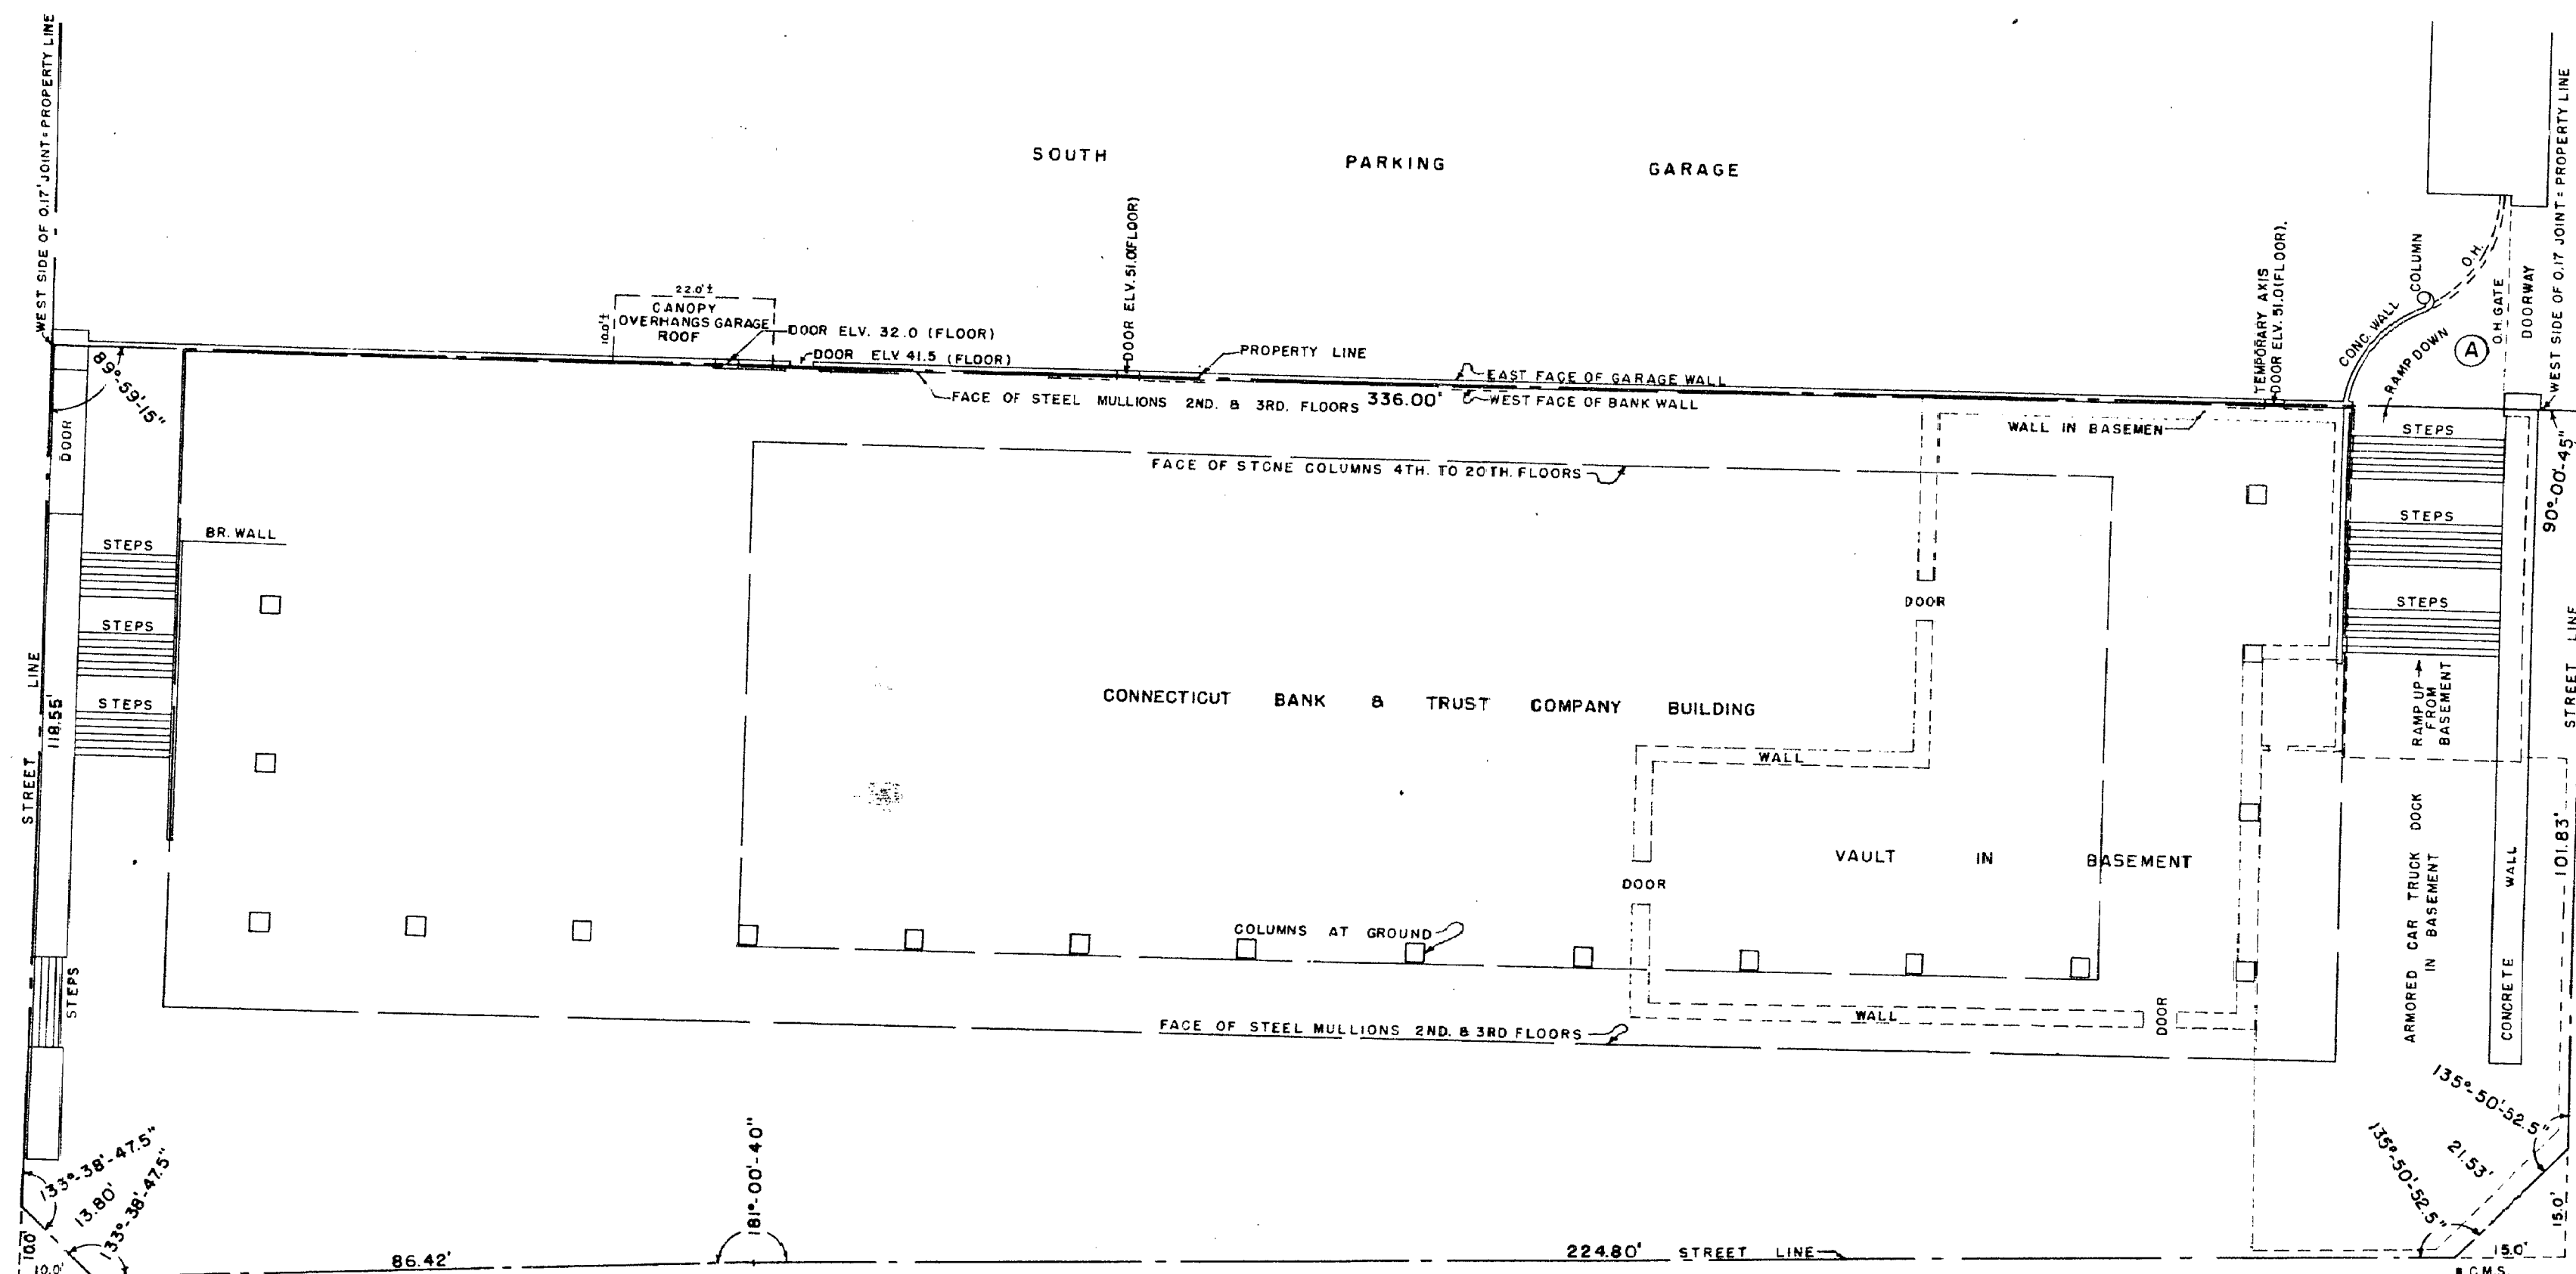 WEST SIDE OF 0.17' JOINT = PROPERTY LINE
SOUTH PARKING GARAGE
WEST SIDE OF 0.17 JOINT = PROPERTY LINE
22.0'±
10.0'±
CANOPY
OVERHANGS GARAGE
ROOF
DOOR ELV. 32.0 (FLOOR)
DOOR ELV 41.5 (FLOOR)
DOOR ELV. 51.0 (FLOOR)
PROPERTY LINE
EAST FACE OF GARAGE WALL
WEST FACE OF BANK WALL
336.00'
FACE OF STEEL MULLIONS 2ND. & 3RD. FLOORS
TEMPORARY AXIS
DOOR ELV. 51.0 (FLOOR).
CONC. WALL
COLUMN
O.H.
RAMP DOWN
A
O.H. GATE
DOORWAY
89°-59'-15"
DOOR
WALL IN BASEMEN
STEPS
STEPS
STEPS
90°-00'-45"
FACE OF STONE COLUMNS 4TH. TO 20TH. FLOORS
BR. WALL
STEPS
STEPS
STEPS
STREET LINE
118.55'
DOOR
CONNECTICUT BANK & TRUST COMPANY BUILDING
WALL
RAMP UP
FROM
BASEMENT
STREET LINE
VAULT IN BASEMENT
DOOR
ARMORED CAR TRUCK DOCK
IN BASEMENT
CONCRETE WALL
101.83'
COLUMNS AT GROUND
STEPS
WALL
DOOR
FACE OF STEEL MULLIONS 2ND. & 3RD FLOORS
133°-38'-47.5"
13.80'
133°-38'-47.5"
10.0'
10.0'
86.42'
181°-00'-40"
224.80' STREET LINE
135°-50'-52.5"
21.53'
135°-50'-52.5"
15.0'
15.0'
C.M.S.